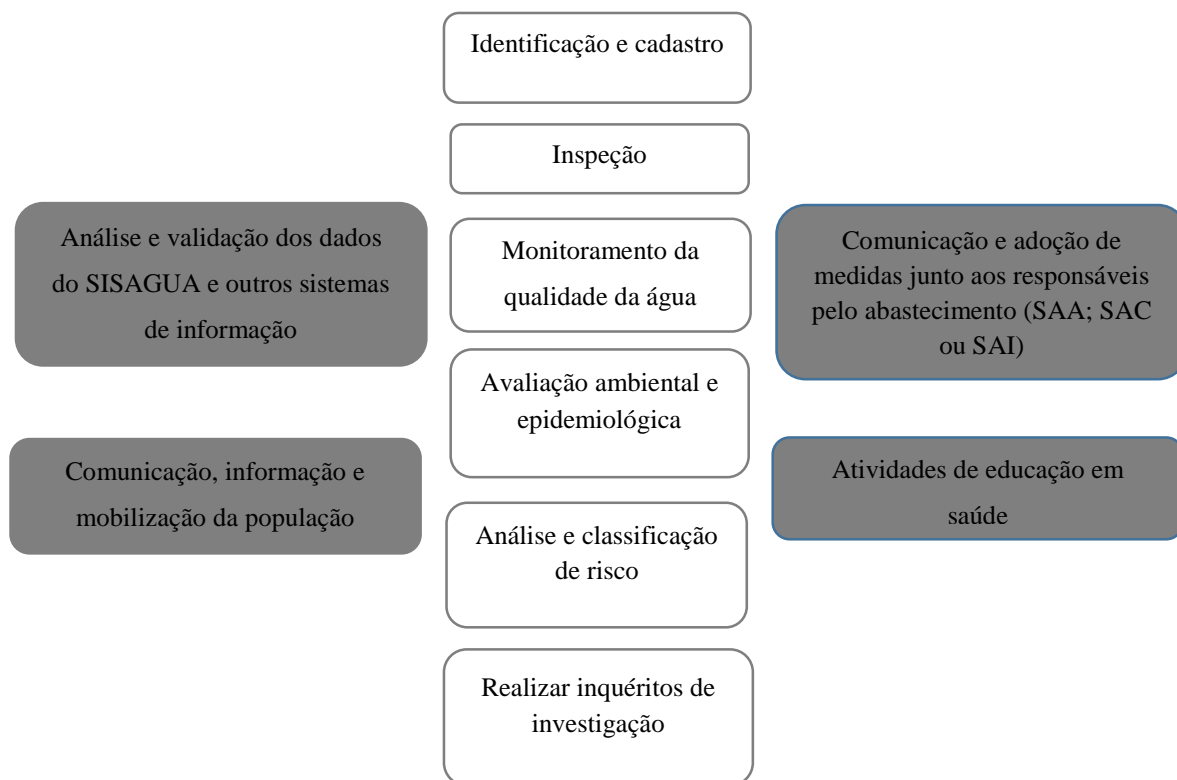 Identificação e cadastro
Inspeção
Análise e validação dos dados
do SISAGUA e outros sistemas
de informação
Monitoramento da
qualidade da água
Comunicação e adoção de
medidas junto aos responsáveis
pelo abastecimento (SAA; SAC
ou SAI)
Avaliação ambiental e
epidemiológica
Comunicação, informação e
mobilização da população
Atividades de educação em
saúde
Análise e classificação
de risco
Realizar inquéritos de
investigação